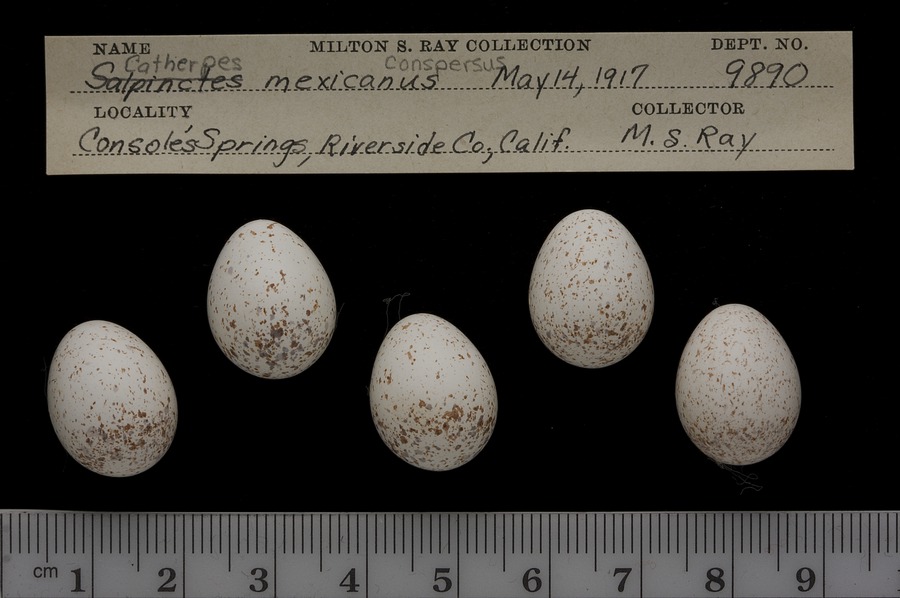 NAME MILTON S. RAY COLLECTION DEPT. NO.
Catherpes Conspersus
Salpinctes mexicanus May 14, 1917 9890
LOCALITY COLLECTOR
Console's Springs, Riverside Co., Calif. M. S. Ray
cm 1 2 3 4 5 6 7 8 9